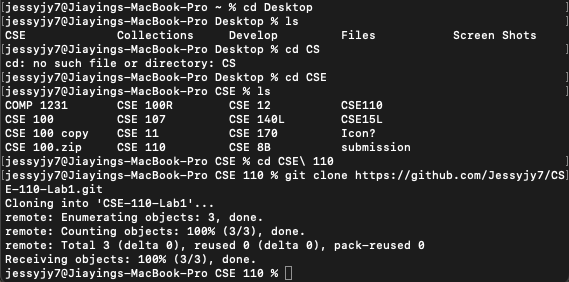 [jessyjy7@Jiayings-MacBook-Pro ~ % cd Desktop ]
[jessyjy7@Jiayings-MacBook-Pro Desktop % ls ]
CSE Collections Develop Files Screen Shots
[jessyjy7@Jiayings-MacBook-Pro Desktop % cd CS ]
cd: no such file or directory: CS
[jessyjy7@Jiayings-MacBook-Pro Desktop % cd CSE ]
[jessyjy7@Jiayings-MacBook-Pro CSE % ls ]
COMP 1231 CSE 100R CSE 12 CSE110
CSE 100 CSE 107 CSE 140L CSE15L
CSE 100 copy CSE 11 CSE 170 Icon?
CSE 100.zip CSE 110 CSE 8B submission
[jessyjy7@Jiayings-MacBook-Pro CSE % cd CSE\ 110 ]
[jessyjy7@Jiayings-MacBook-Pro CSE 110 % git clone https://github.com/Jessyjy7/CS]
E-110-Lab1.git
Cloning into 'CSE-110-Lab1'...
remote: Enumerating objects: 3, done.
remote: Counting objects: 100% (3/3), done.
remote: Total 3 (delta 0), reused 0 (delta 0), pack-reused 0
Receiving objects: 100% (3/3), done.
jessyjy7@Jiayings-MacBook-Pro CSE 110 %